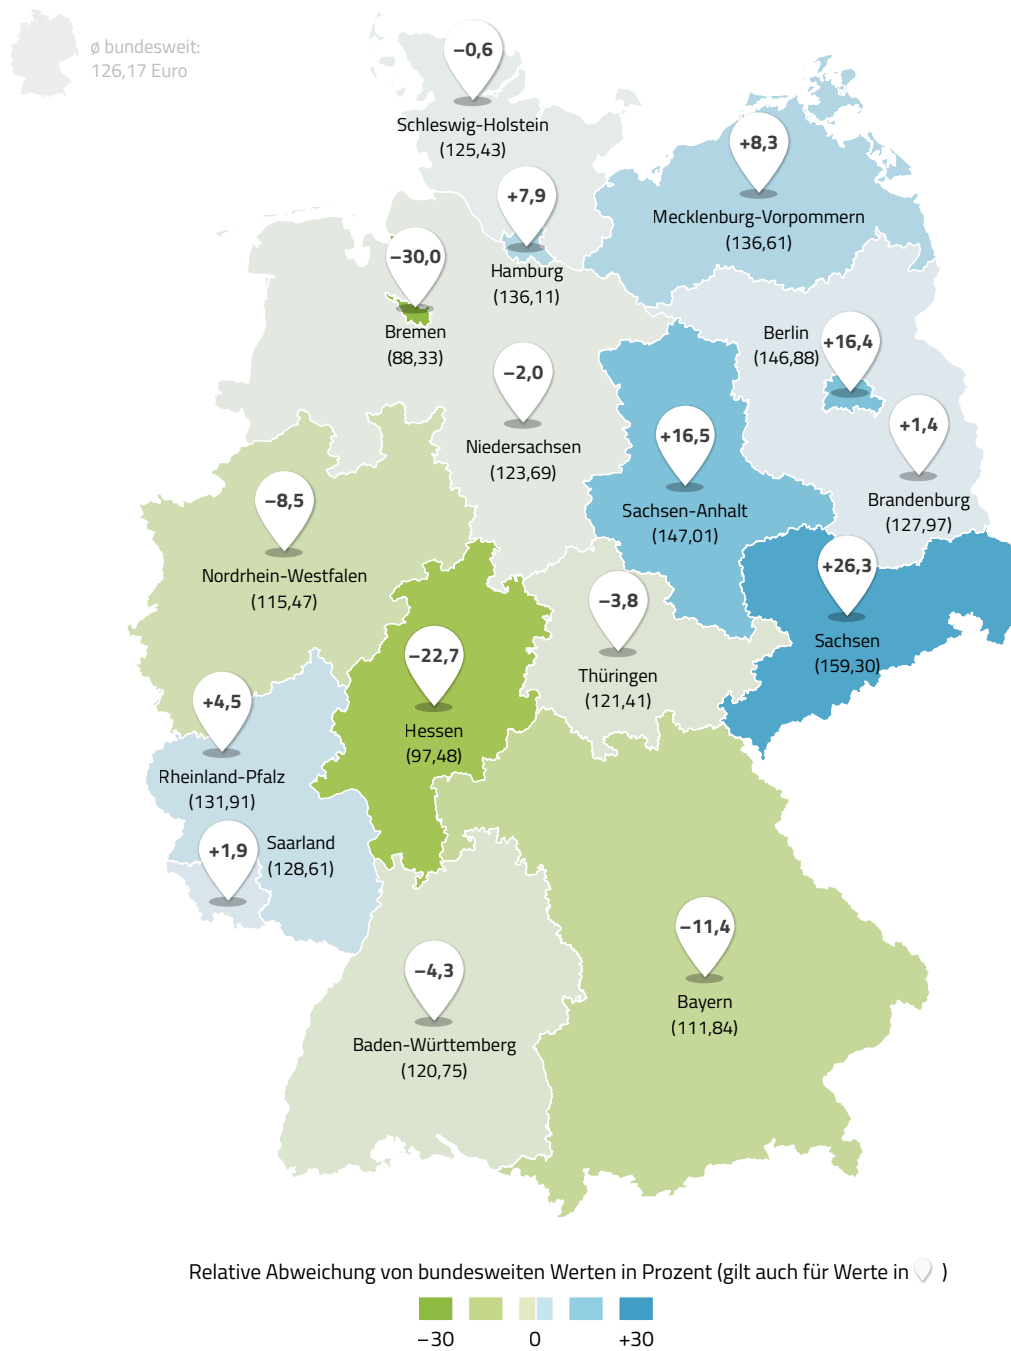 ø bundesweit:
126,17 Euro
–0,6
Schleswig-Holstein
(125,43)
+8,3
Mecklenburg-Vorpommern
(136,61)
+7,9
Hamburg
(136,11)
–30,0
Bremen
(88,33)
Berlin
(146,88)
+16,4
–2,0
Niedersachsen
(123,69)
+16,5
Sachsen-Anhalt
(147,01)
+1,4
Brandenburg
(127,97)
–8,5
Nordrhein-Westfalen
(115,47)
+26,3
Sachsen
(159,30)
–3,8
Thüringen
(121,41)
–22,7
Hessen
(97,48)
+4,5
Rheinland-Pfalz
(131,91)
+1,9
Saarland
(128,61)
–11,4
Bayern
(111,84)
–4,3
Baden-Württemberg
(120,75)
Relative Abweichung von bundesweiten Werten in Prozent (gilt auch für Werte in )
–30 0 +30